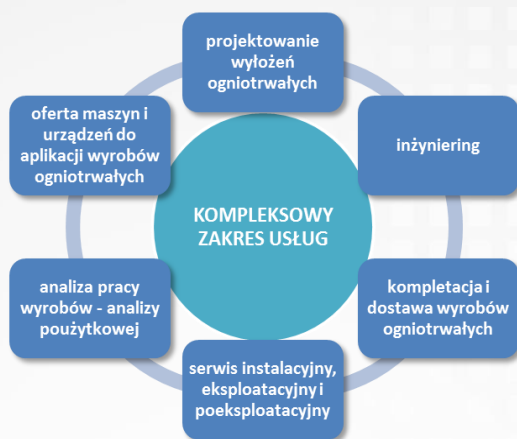 projektowanie
wyłożeń
ogniotrwałych
oferta maszyn i
urządzeń do
aplikacji wyrobów
ogniotrwałych
inżyniering
KOMPLEKSOWY
ZAKRES USŁUG
analiza pracy
wyrobów - analizy
poużytkowej
kompletacja i
dostawa wyrobów
ogniotrwałych
serwis instalacyjny,
eksploatacyjny i
poeksploatacyjny